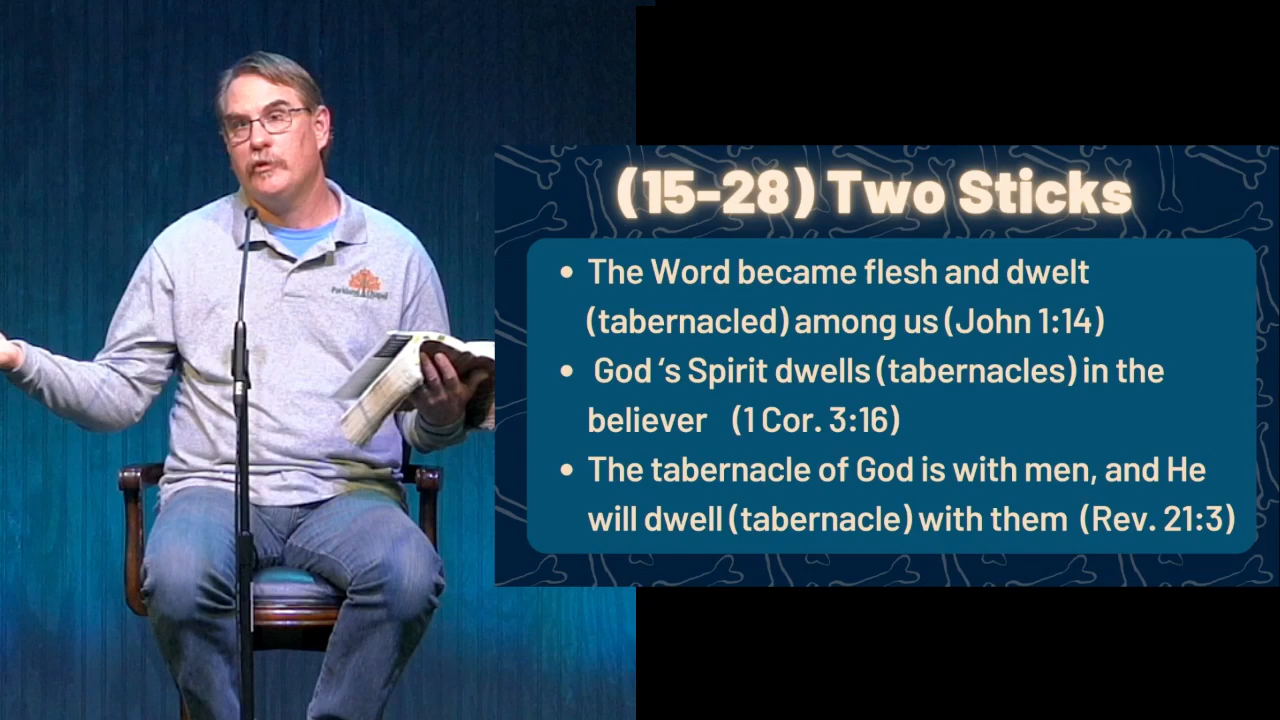 (15-28) Two Sticks
• The Word became flesh and dwelt
(tabernacled) among us (John 1:14)
• God ‘s Spirit dwells (tabernacles) in the
believer (1 Cor. 3:16)
• The tabernacle of God is with men, and He
will dwell (tabernacle) with them (Rev. 21:3)
Parkland Chapel